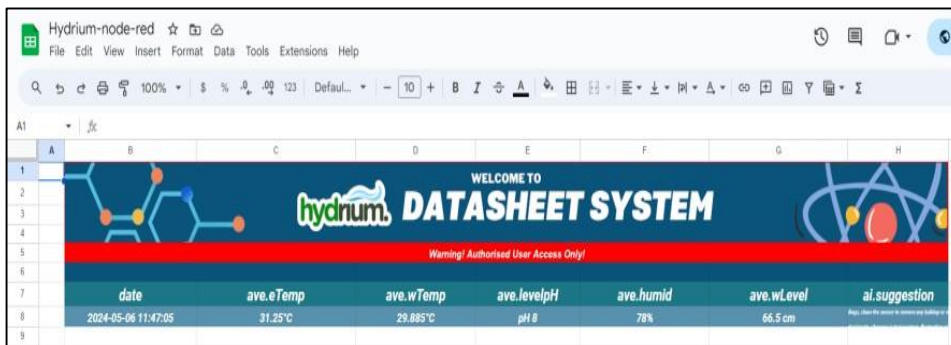 Hydrium-node-red
File Edit View Insert Format Data Tools Extensions Help
100% $ % .0 .00 123 Defaul... - 10 + B I A
A1 fx
A B C D E F G H
1
2
3
4
5
6
7
8
9
WELCOME TO
hydrium. DATASHEET SYSTEM
Warning! Authorised User Access Only!
date ave.eTemp ave.wTemp ave.levelpH ave.humid ave.wLevel ai.suggestion
2024-05-06 11:47:05 31.25°C 29.885°C pH 8 78% 66.5 cm